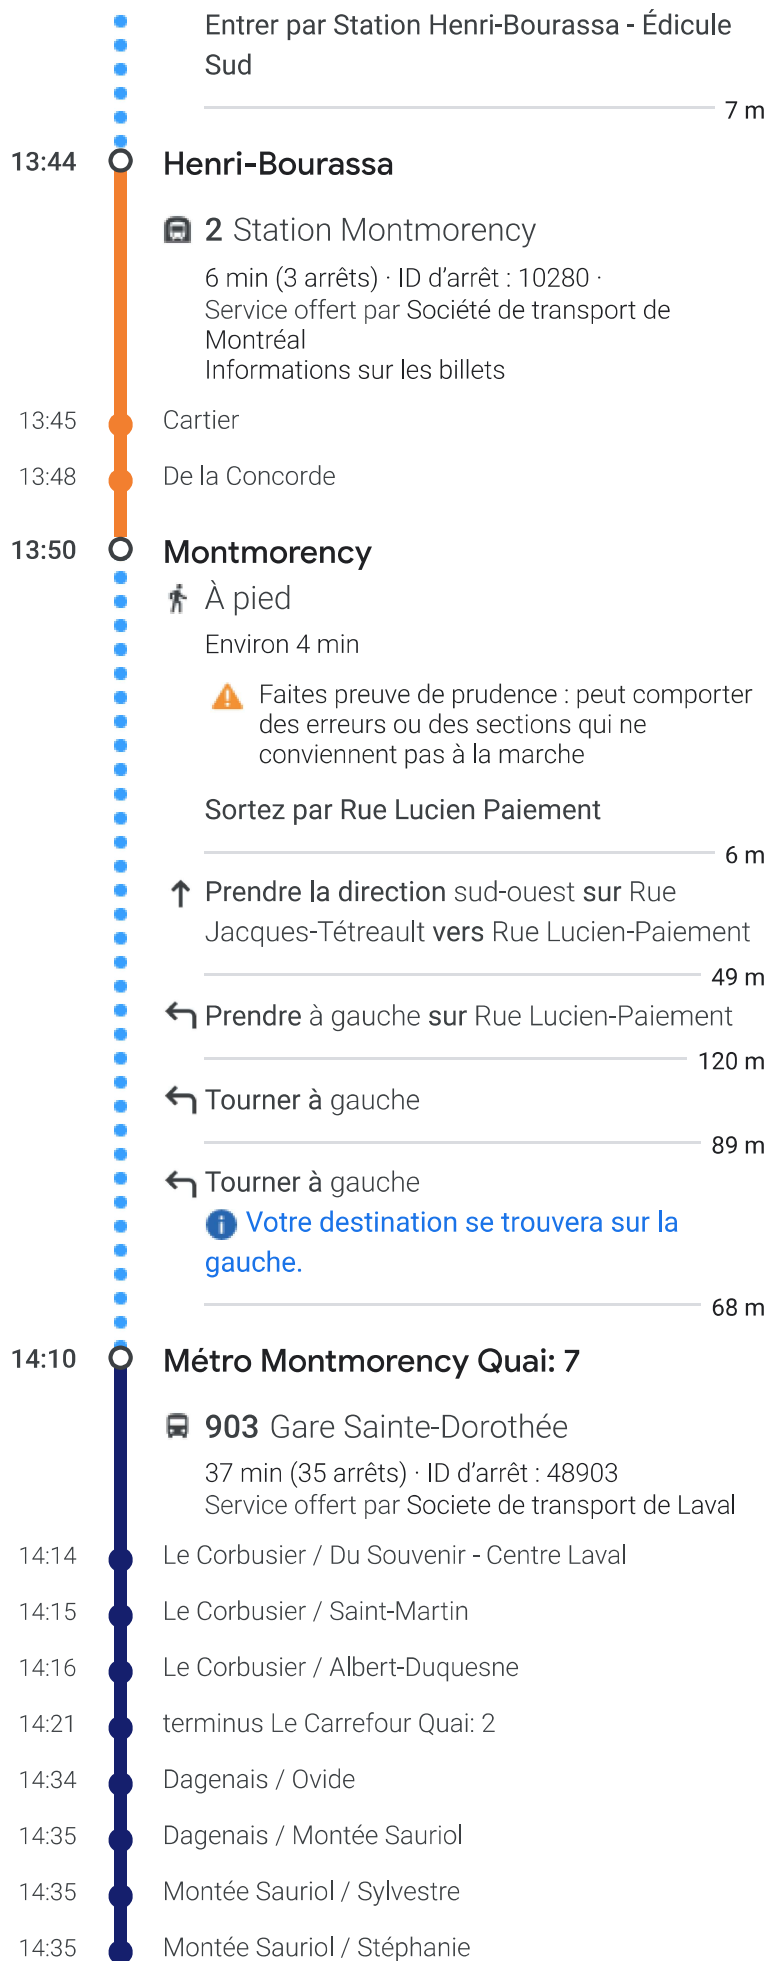 Entrer par Station Henri-Bourassa - Édicule
Sud
7 m
13:44 Henri-Bourassa
2 Station Montmorency
6 min (3 arrêts) · ID d'arrêt : 10280 ·
Service offert par Société de transport de
Montréal
Informations sur les billets
13:45 Cartier
13:48 De la Concorde
13:50 Montmorency
À pied
Environ 4 min
Faites preuve de prudence : peut comporter
des erreurs ou des sections qui ne
conviennent pas à la marche
Sortez par Rue Lucien Paiement
6 m
Prendre la direction sud-ouest sur Rue
Jacques-Tétreault vers Rue Lucien-Paiement
49 m
Prendre à gauche sur Rue Lucien-Paiement
120 m
Tourner à gauche
89 m
Tourner à gauche
Votre destination se trouvera sur la
gauche.
68 m
14:10 Métro Montmorency Quai: 7
903 Gare Sainte-Dorothée
37 min (35 arrêts) · ID d'arrêt : 48903
Service offert par Societe de transport de Laval
14:14 Le Corbusier / Du Souvenir - Centre Laval
14:15 Le Corbusier / Saint-Martin
14:16 Le Corbusier / Albert-Duquesne
14:21 terminus Le Carrefour Quai: 2
14:34 Dagenais / Ovide
14:35 Dagenais / Montée Sauriol
14:35 Montée Sauriol / Sylvestre
14:35 Montée Sauriol / Stéphanie